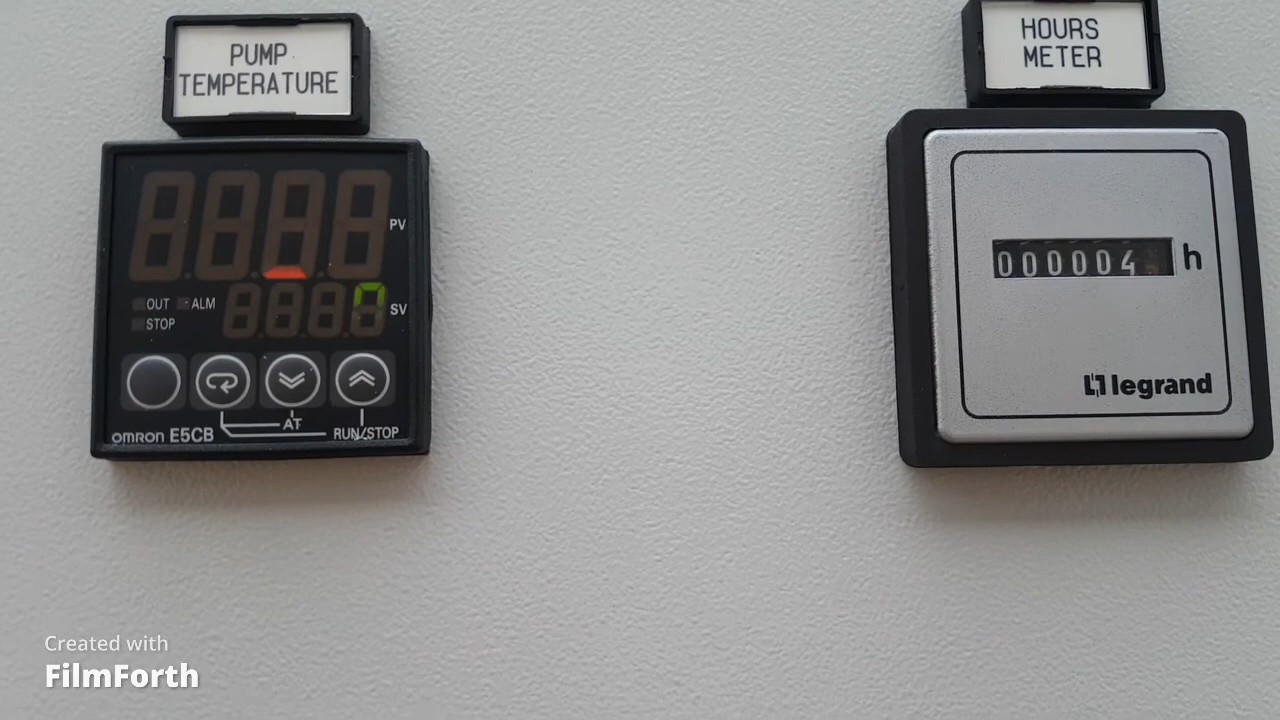 PUMP
TEMPERATURE
HOURS
METER
PV
OUT ALM
STOP
SV
AT
RUN/STOP
omron E5CB
000004 h
legrand
Created with
FilmForth